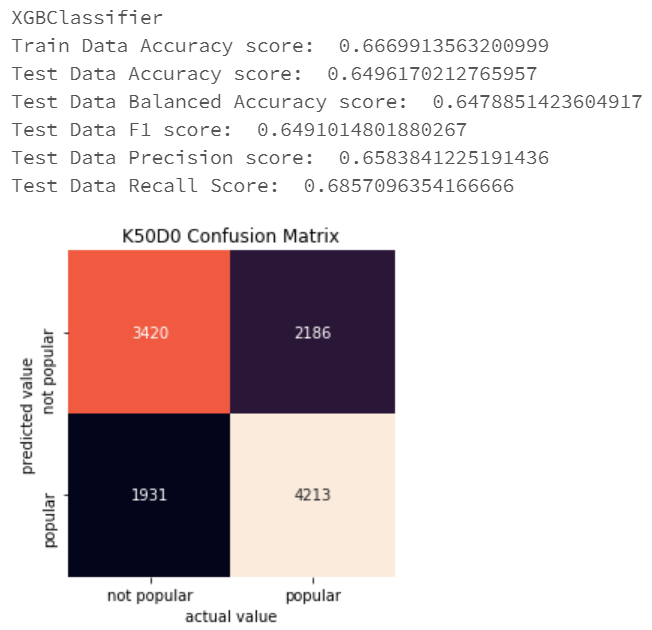 XGBClassifier
Train Data Accuracy score:  0.6669913563200999
Test Data Accuracy score:  0.6496170212765957
Test Data Balanced Accuracy score:  0.6478851423604917
Test Data F1 score:  0.6491014801880267
Test Data Precision score:  0.6583841225191436
Test Data Recall Score:  0.6857096354166666
K50D0 Confusion Matrix
predicted value
not popular
3420 2186
popular
1931 4213
not popular popular
actual value